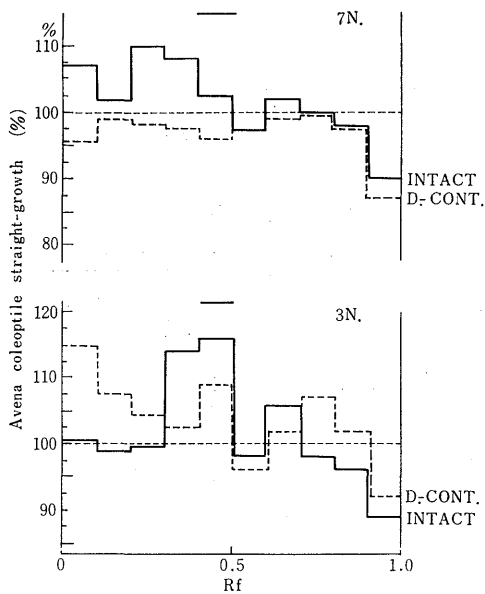 %
7N.
110
100
90
80
INTACT
D-CONT.
Avena coleoptile straight-growth (%)
120
3N.
110
100
90
D-CONT.
INTACT
0
0.5
1.0
Rf